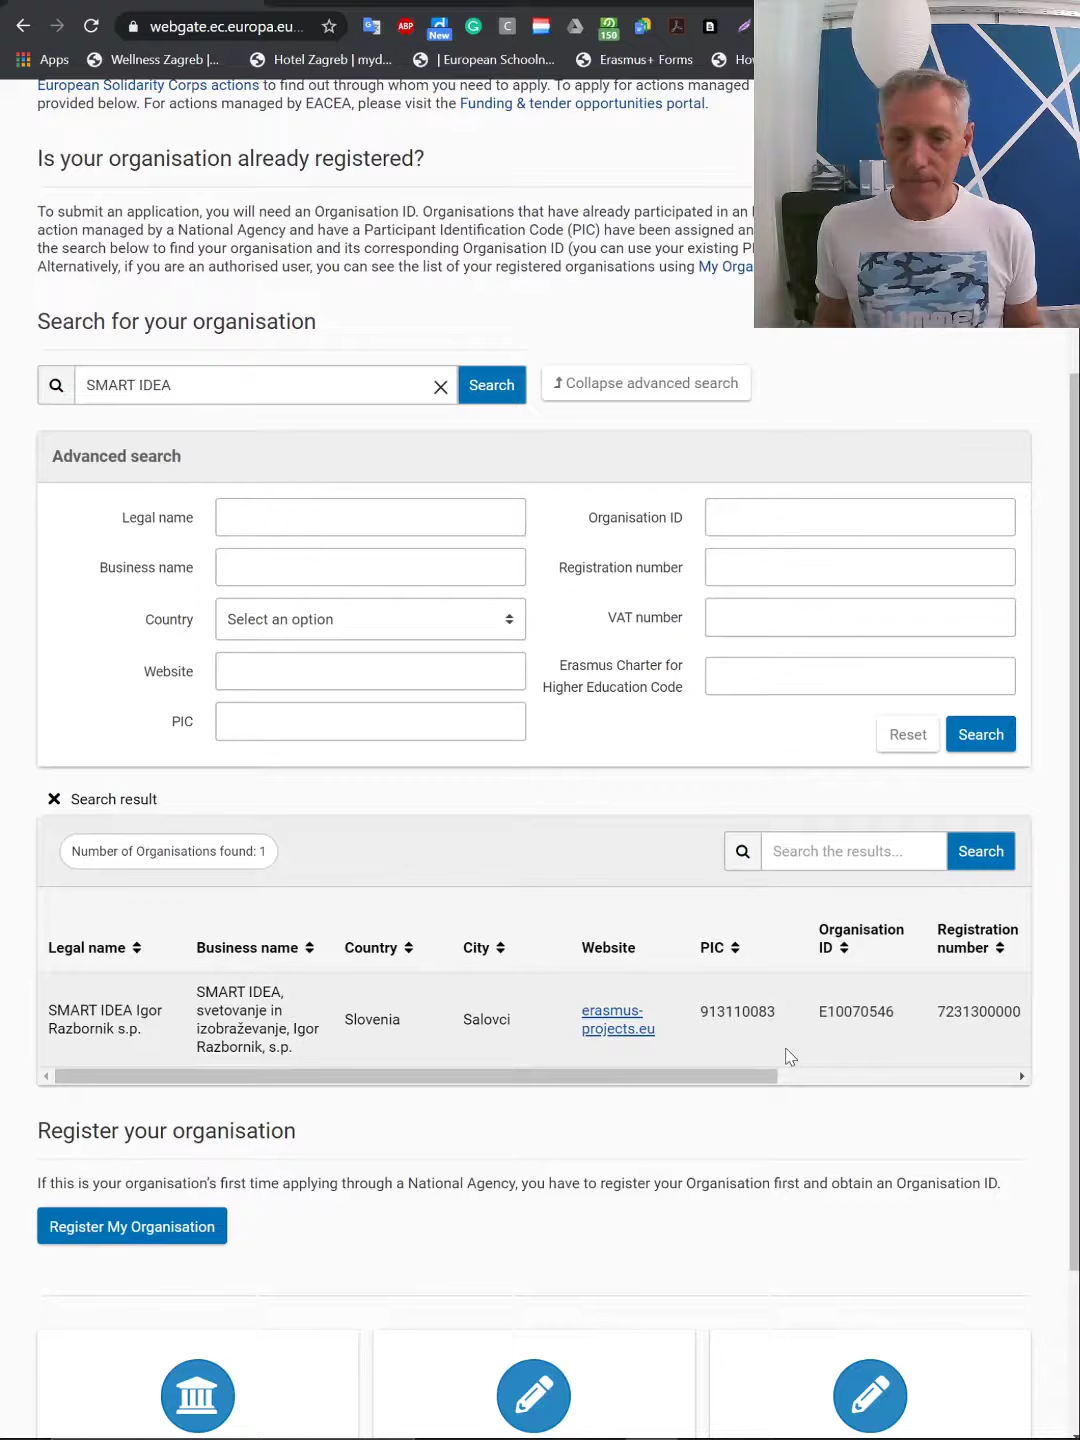 webgate.ec.europa.eu...
ABP
New
C
150
Apps
Wellness Zagreb |...
Hotel Zagreb | myd...
| European Schooln...
Erasmus+ Forms
Hov
European Solidarity Corps actions to find out through whom you need to apply. To apply for actions managed
provided below. For actions managed by EACEA, please visit the Funding & tender opportunities portal.
Is your organisation already registered?
To submit an application, you will need an Organisation ID. Organisations that have already participated in an
action managed by a National Agency and have a Participant Identification Code (PIC) have been assigned an
the search below to find your organisation and its corresponding Organisation ID (you can use your existing
Alternatively, if you are an authorised user, you can see the list of your registered organisations using My Orga
Search for your organisation
SMART IDEA
Search
Collapse advanced search
Advanced search
Legal name
Organisation ID
Business name
Registration number
Country
Select an option
VAT number
Website
Erasmus Charter for
Higher Education Code
PIC
Reset
Search
Search result
Number of Organisations found: 1
Search the results...
Search
Legal name
Business name
Country
City
Website
PIC
Organisation
ID
Registration
number
SMART IDEA Igor
Razbornik s.p.
SMART IDEA,
svetovanje in
izobraževanje, Igor
Razbornik, s.p.
Slovenia
Salovci
erasmus-
projects.eu
913110083
E10070546
7231300000
Register your organisation
If this is your organisation's first time applying through a National Agency, you have to register your Organisation first and obtain an Organisation ID.
Register My Organisation